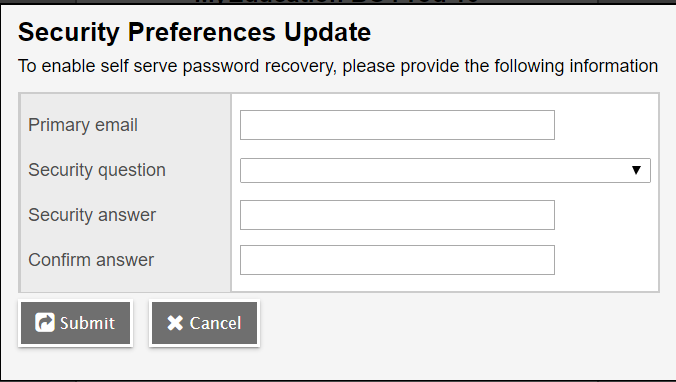 Security Preferences Update
To enable self serve password recovery, please provide the following information
Primary email
Security question
Security answer
Confirm answer
Submit
Cancel